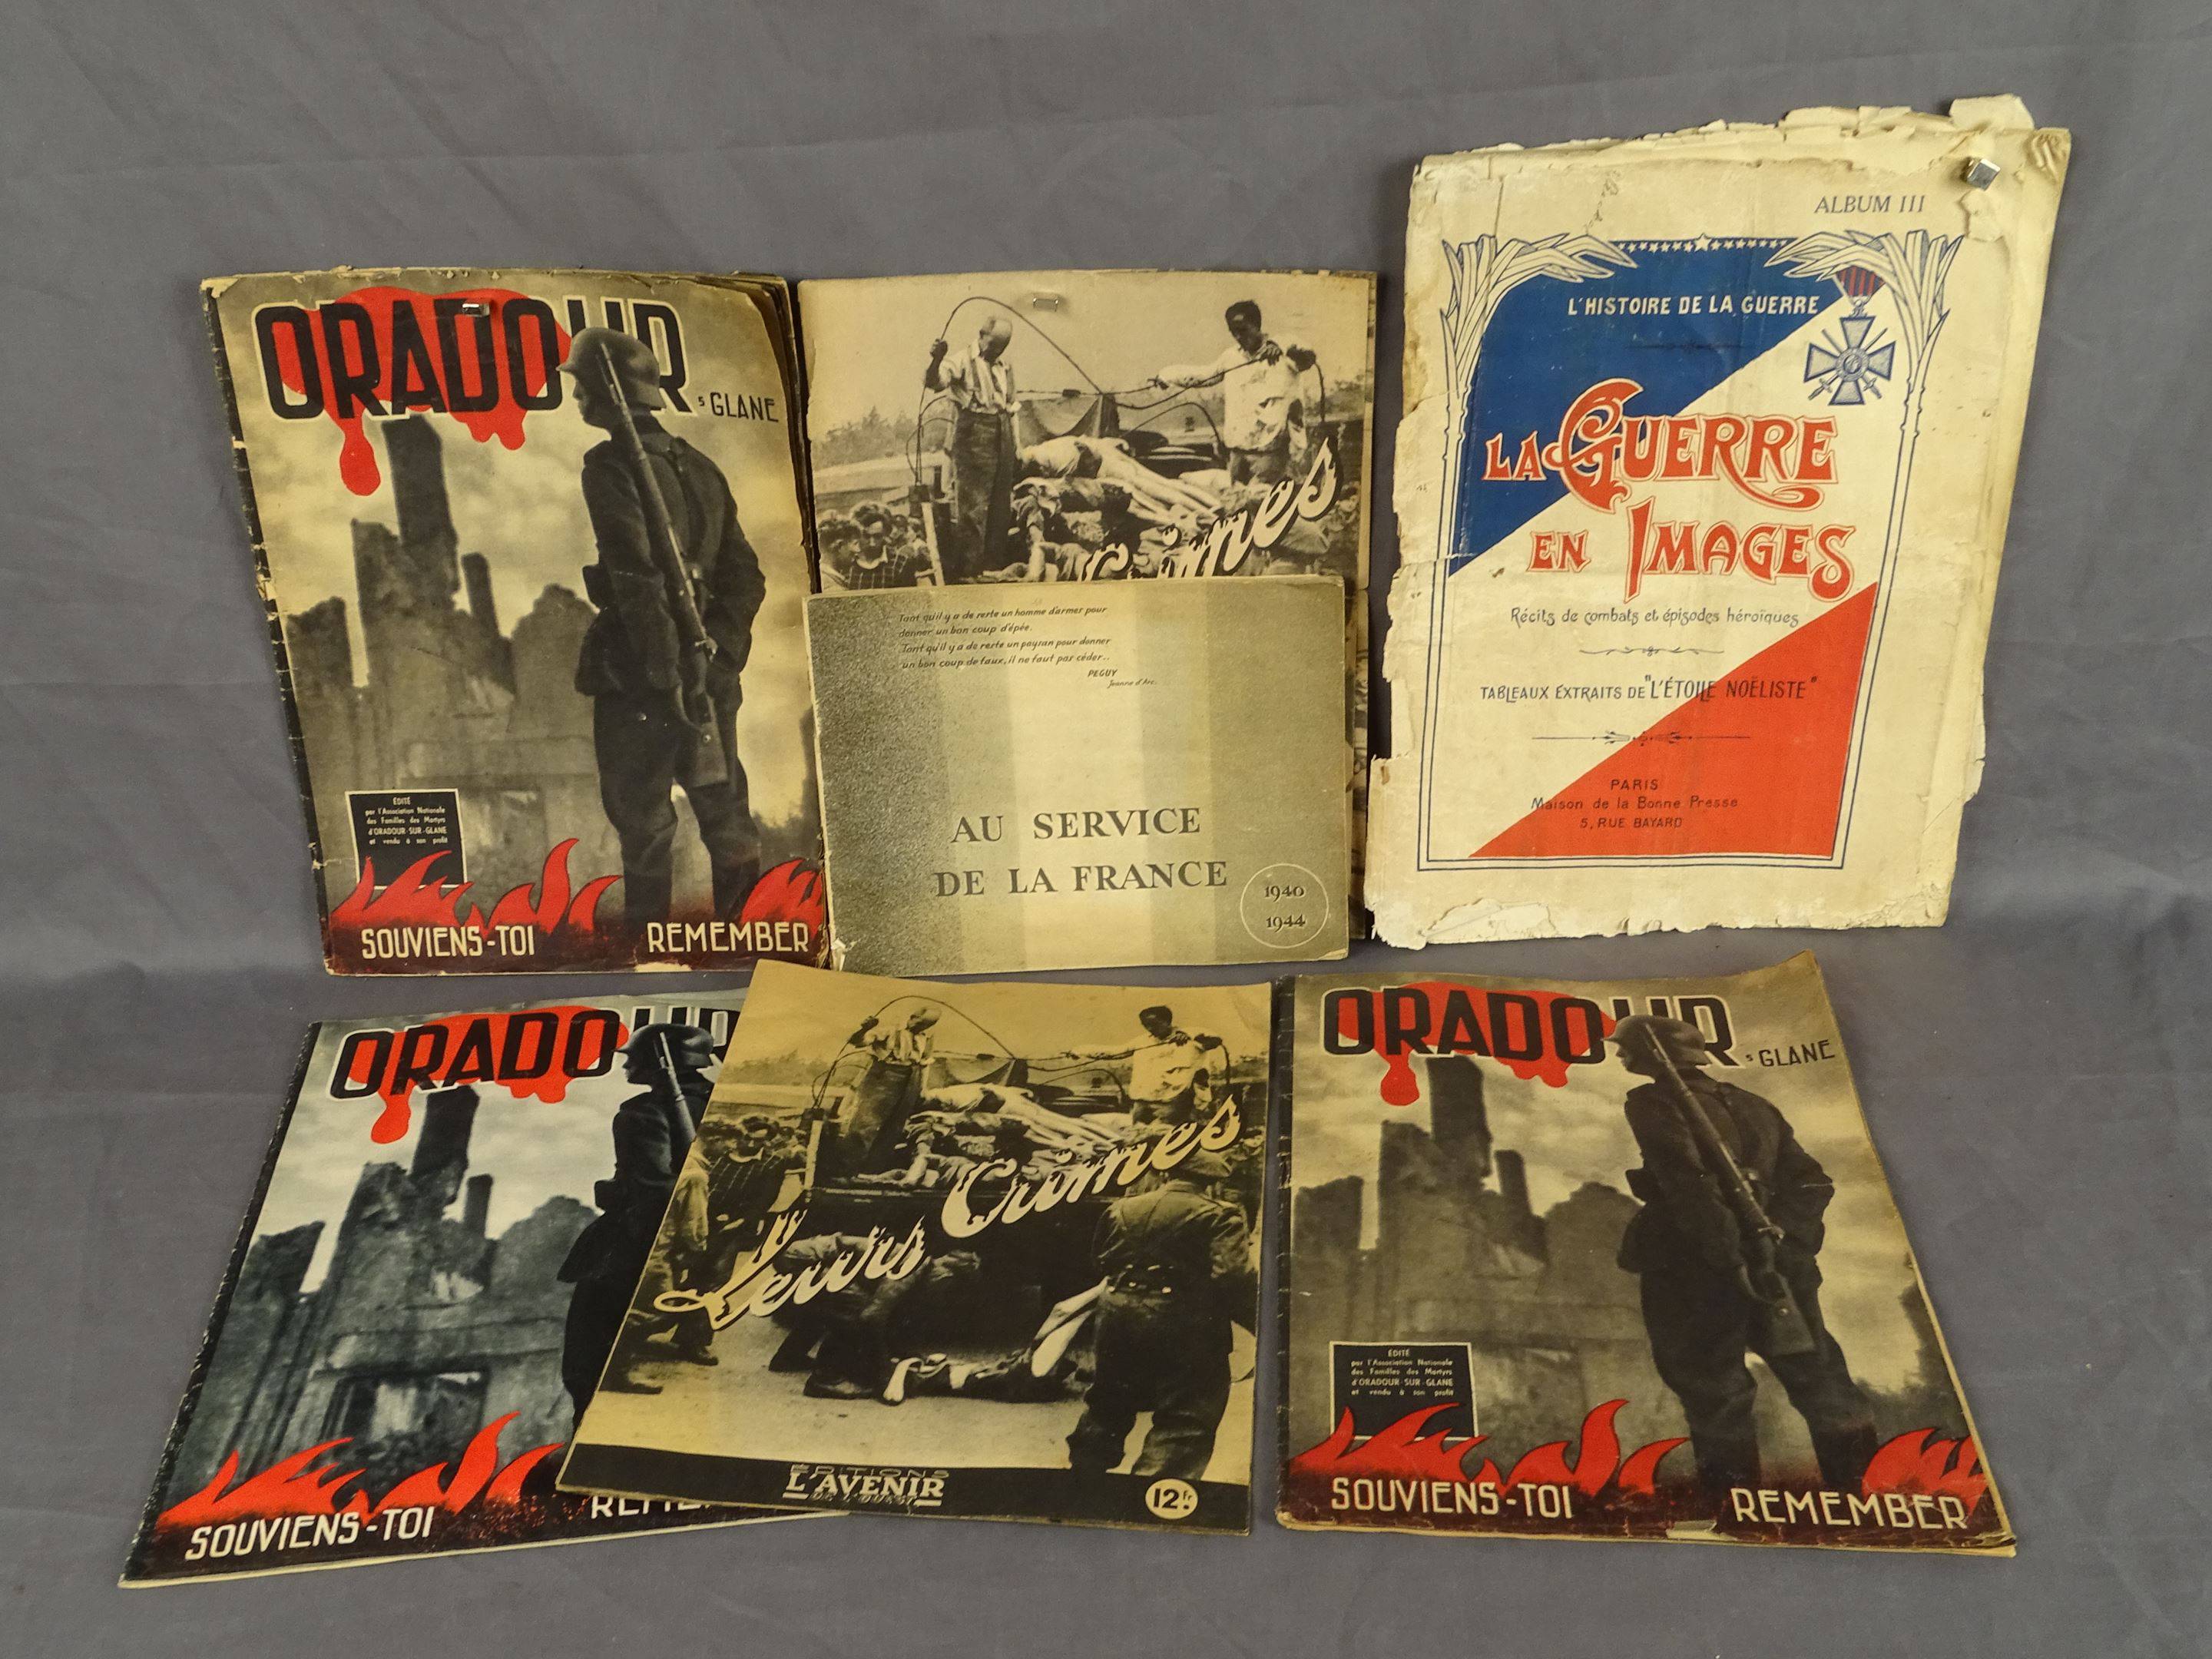 ORADOUR
S GLANE
ÉDITÉ
par l'Association Nationale
des Familles des Martyrs
d'ORADOUR-SUR-GLANE
et vendu à son profit
SOUVIENS-TOI
REMEMBER
Crimes
Tant qu'il y a de reste un homme d'armes pour
donner un bon coup d'épée.
Tant qu'il y a de reste un paysan pour donner
un bon coup de faux, il ne faut pas céder..
PEGUY
Jeanne d'Arc.
AU SERVICE
DE LA FRANCE
1940
1944
ALBUM III
L'HISTOIRE DE LA GUERRE
LA GUERRE
EN IMAGES
Récits de combats et épisodes héroïques
TABLEAUX EXTRAITS DE "L'ÉTOILE NOËLISTE"
PARIS
Maison de la Bonne Presse
5, RUE BAYARD
ORADOUR
SOUVIENS-TOI
Leurs Crimes
ÉDITIONS
L'AVENIR
DE L'OUEST
12 Fr
ORADOUR
S GLANE
ÉDITÉ
par l'Association Nationale
des Familles des Martyrs
d'ORADOUR-SUR-GLANE
et vendu à son profit
SOUVIENS-TOI
REMEMBER